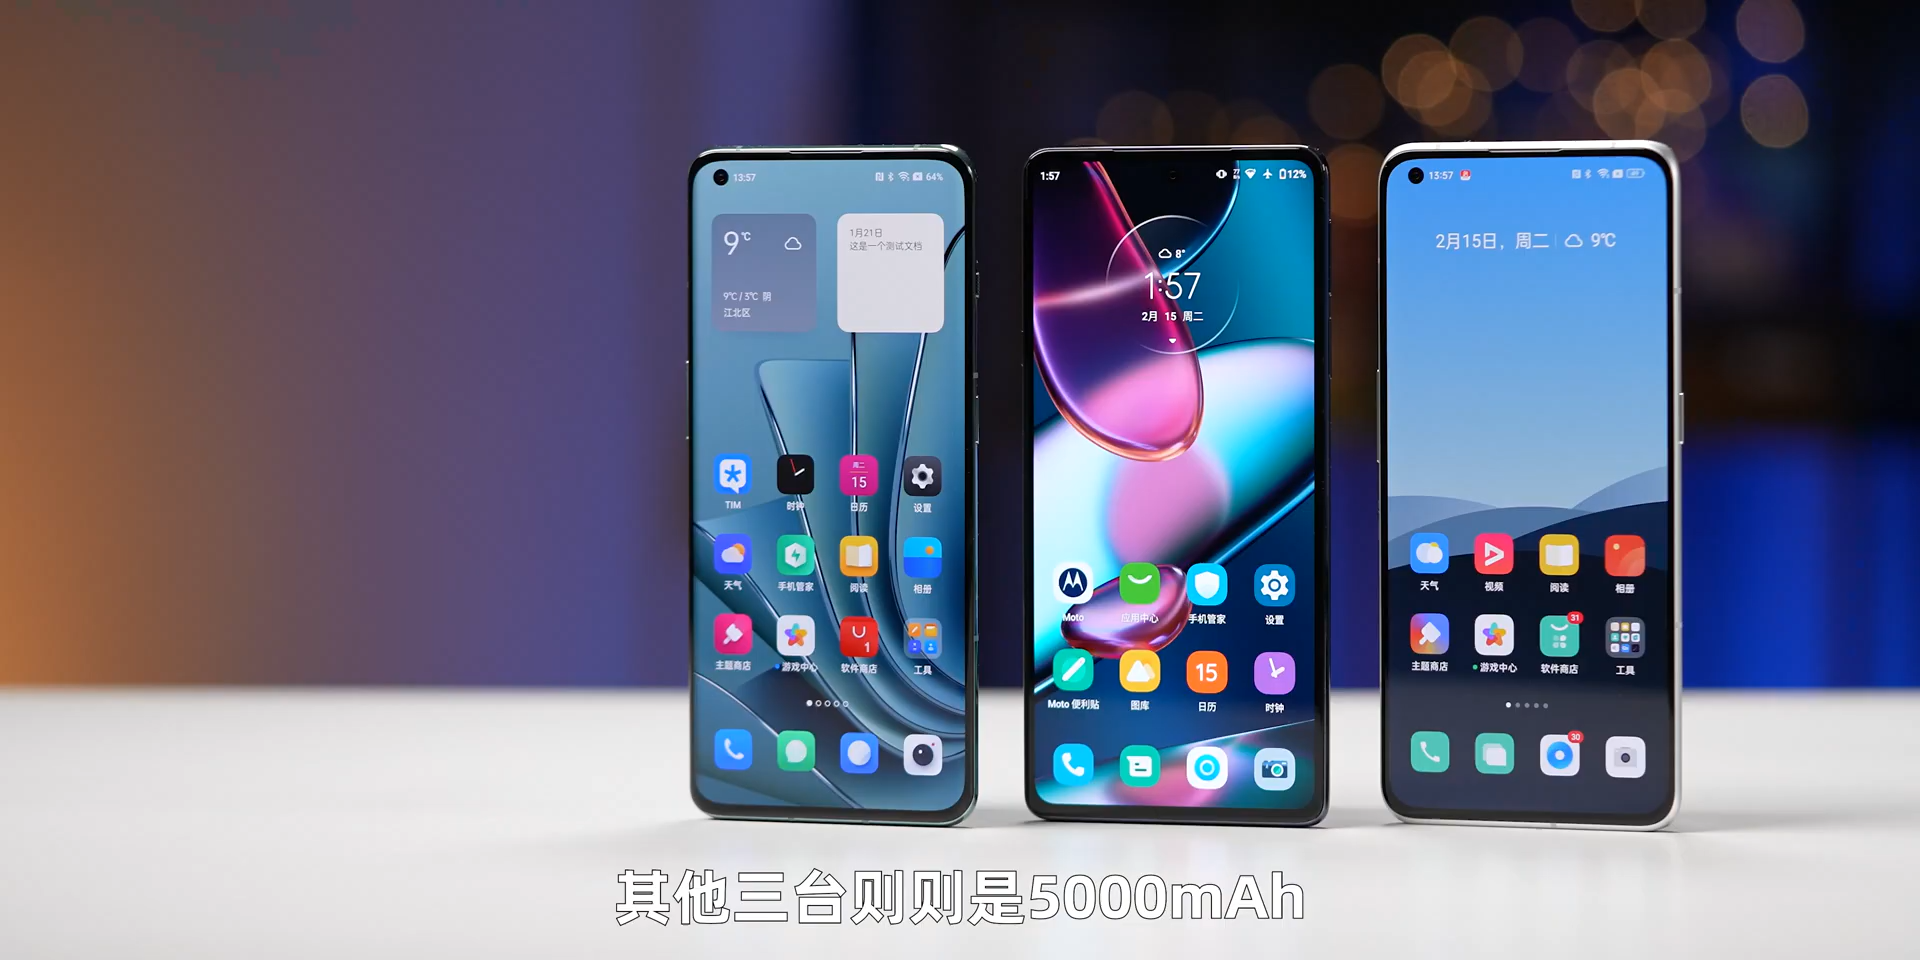 13:57
64%
9℃
9℃ / 3℃ 阴
江北区
1月21日
这是一个测试文档
TIM
时钟
周二
15
日历
设置
天气
手机管家
阅读
相册
主题商店
游戏中心
1
软件商店
工具
1:57
12%
8°
1:57
2月 15 周二
Moto
应用中心
手机管家
设置
Moto 便利贴
图库
15
日历
时钟
13:57
2月15日，周二
9℃
天气
视频
阅读
相册
主题商店
游戏中心
31
软件商店
工具
30
其他三台则则是5000mAh